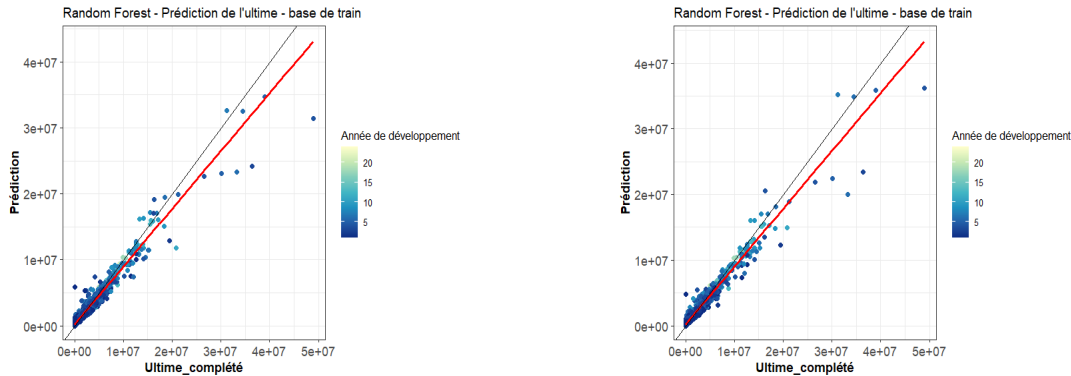 Random Forest - Prédiction de l'ultime - base de train
4e+07
3e+07
2e+07
1e+07
0e+00
Prédiction
0e+00 1e+07 2e+07 3e+07 4e+07 5e+07
Ultime_complété
Année de développement
20
15
10
5
Random Forest - Prédiction de l'ultime - base de train
4e+07
3e+07
2e+07
1e+07
0e+00
Prédiction
0e+00 1e+07 2e+07 3e+07 4e+07 5e+07
Ultime_complété
Année de développement
20
15
10
5